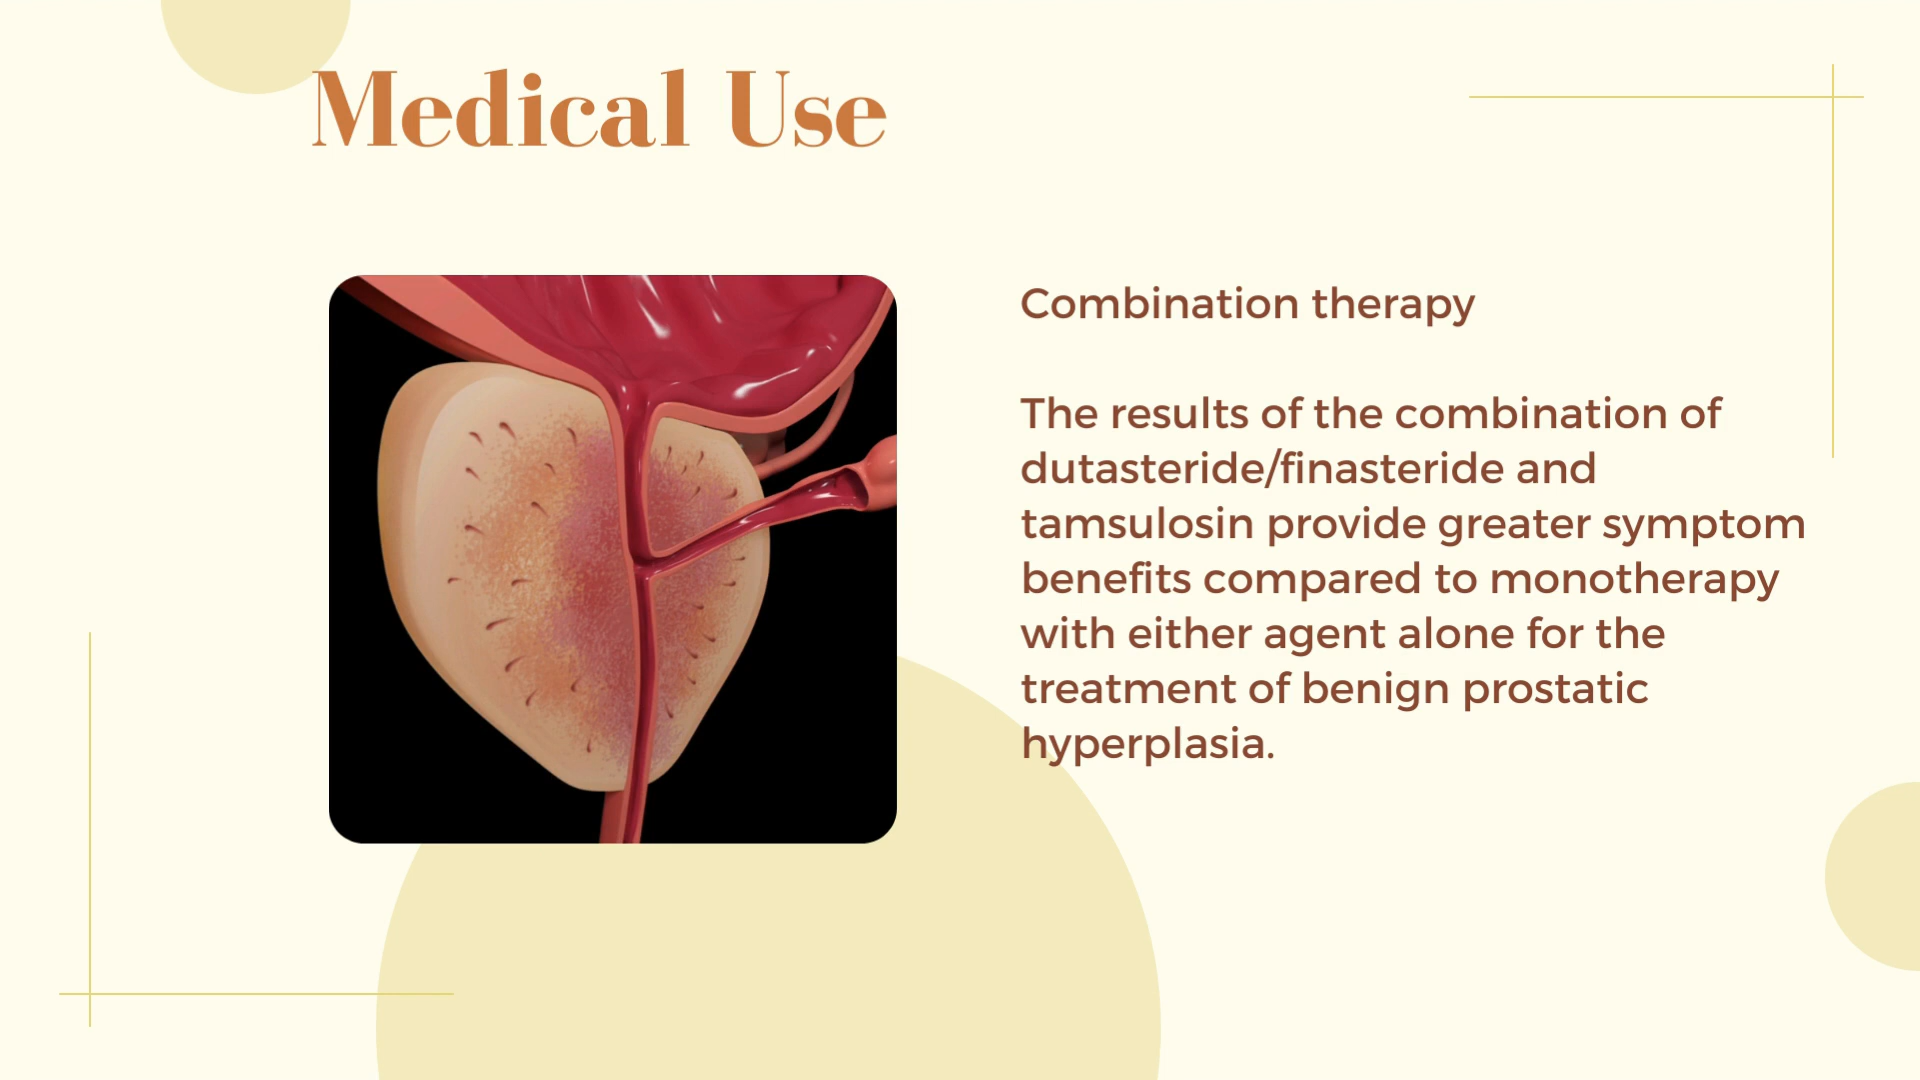 Medical Use
Combination therapy
The results of the combination of
dutasteride/finasteride and
tamsulosin provide greater symptom
benefits compared to monotherapy
with either agent alone for the
treatment of benign prostatic
hyperplasia.